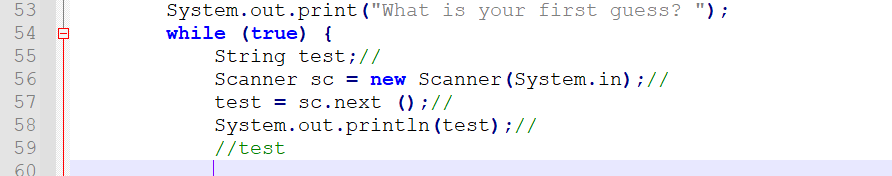 53 System.out.print("What is your first guess? ");
54 while (true) {
55 String test;//
56 Scanner sc = new Scanner(System.in);//
57 test = sc.next ();//
58 System.out.println(test);//
59 //test
60